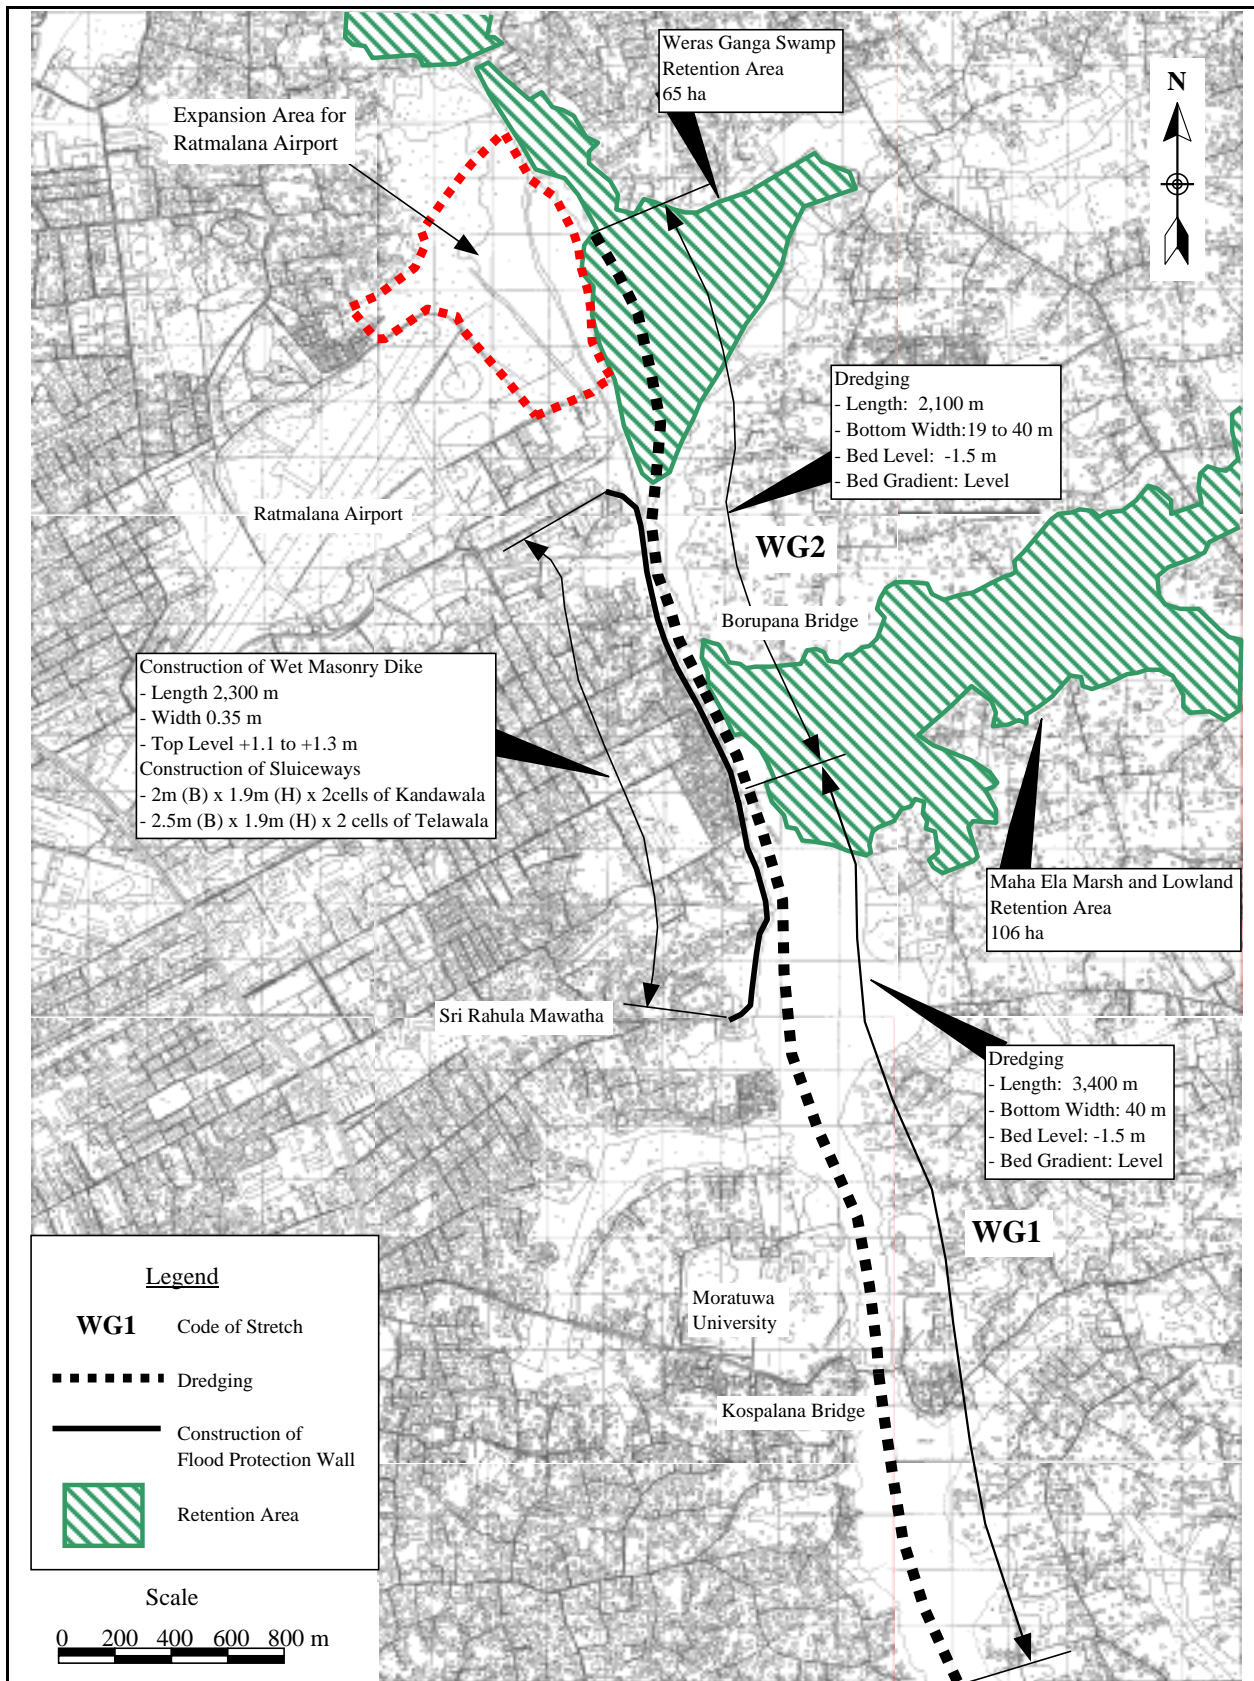 Weras Ganga Swamp
Retention Area
65 ha
N
Expansion Area for
Ratmalana Airport
Dredging
- Length:  2,100 m
- Bottom Width:19 to 40 m
- Bed Level:  -1.5 m
- Bed Gradient: Level
Ratmalana Airport
WG2
Borupana Bridge
Construction of Wet Masonry Dike
- Length 2,300 m
- Width 0.35 m
- Top Level +1.1 to +1.3 m
Construction of Sluiceways
- 2m (B) x 1.9m (H) x 2cells of Kandawala
- 2.5m (B) x 1.9m (H) x 2 cells of Telawala
Maha Ela Marsh and Lowland
Retention Area
106 ha
Sri Rahula Mawatha
Dredging
- Length:  3,400 m
- Bottom Width: 40 m
- Bed Level: -1.5 m
- Bed Gradient: Level
WG1
Moratuwa
University
Kospalana Bridge
Legend
WG1 Code of Stretch
Dredging
Construction of
Flood Protection Wall
Retention Area
Scale
0 200 400 600 800 m